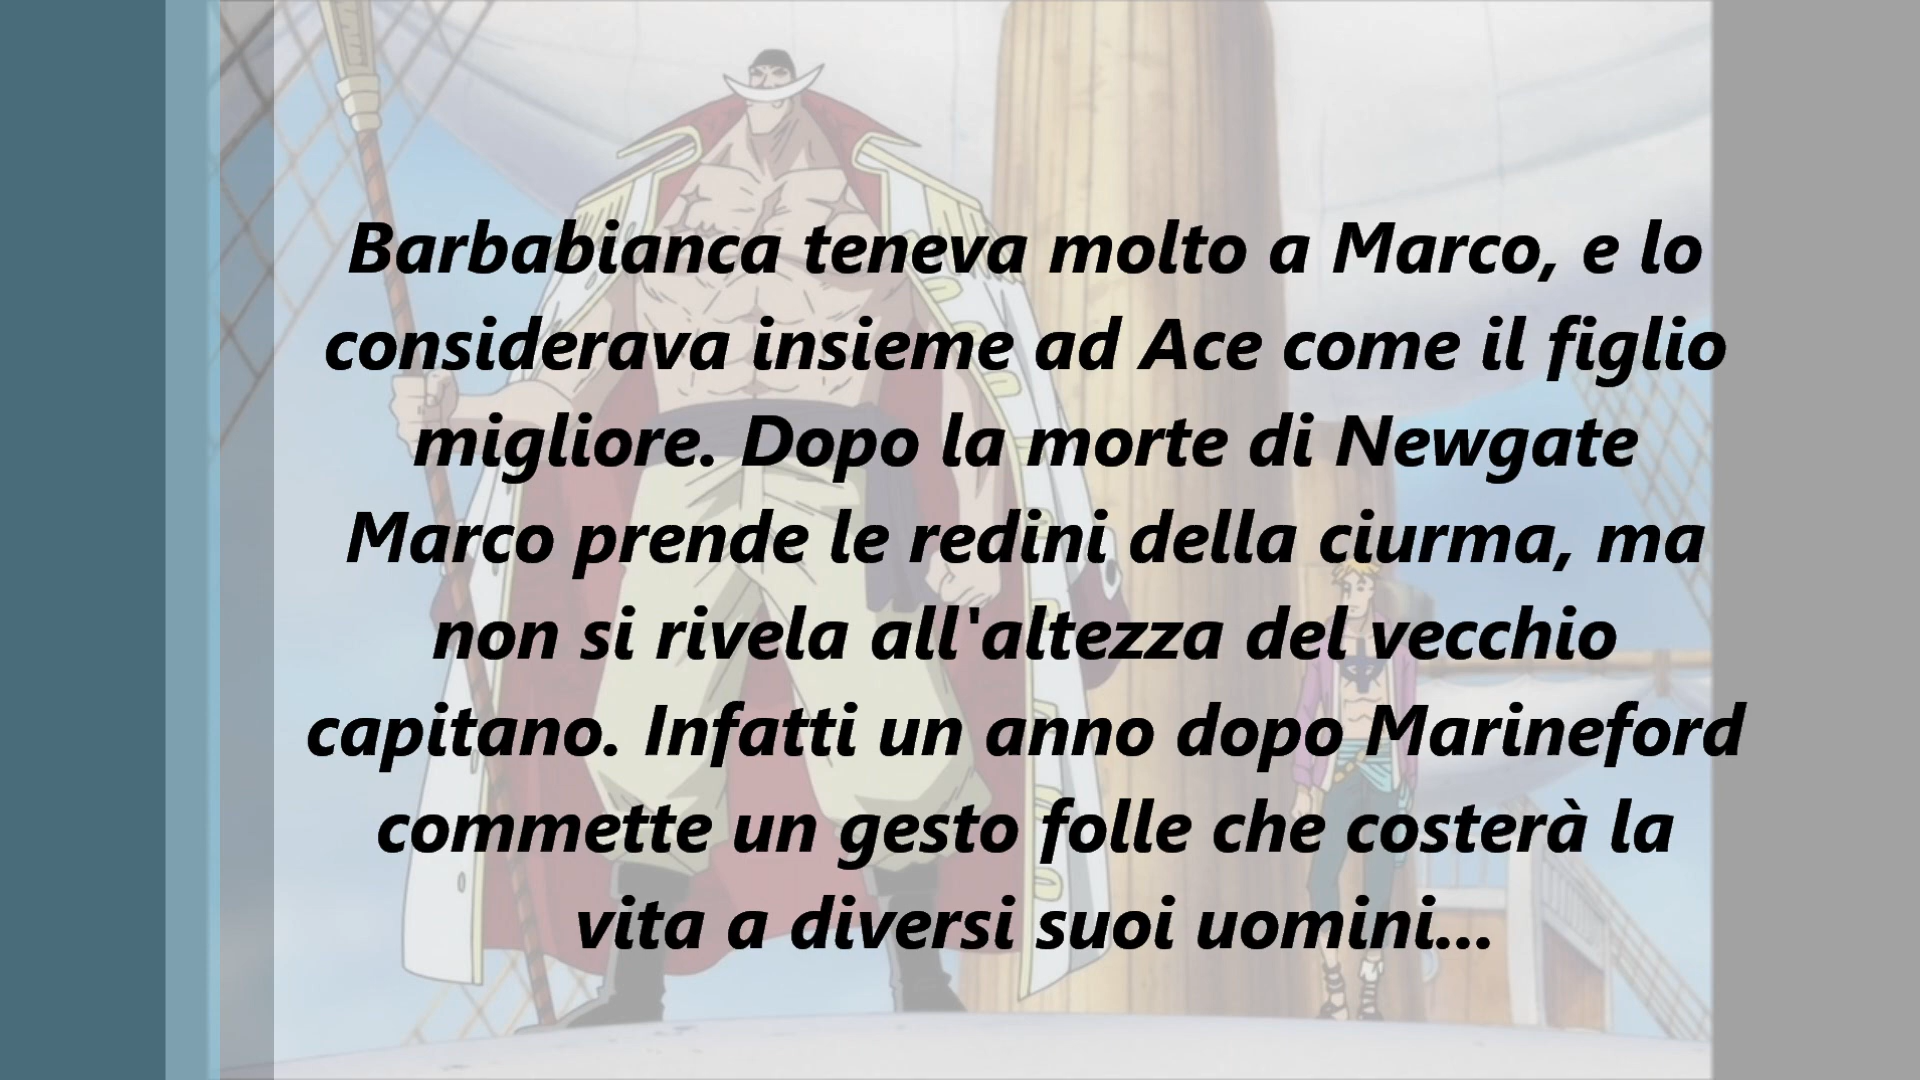 Barbabianca teneva molto a Marco, e lo
considerava insieme ad Ace come il figlio
migliore. Dopo la morte di Newgate
Marco prende le redini della ciurma, ma
non si rivela all'altezza del vecchio
capitano. Infatti un anno dopo Marineford
commette un gesto folle che costerà la
vita a diversi suoi uomini...